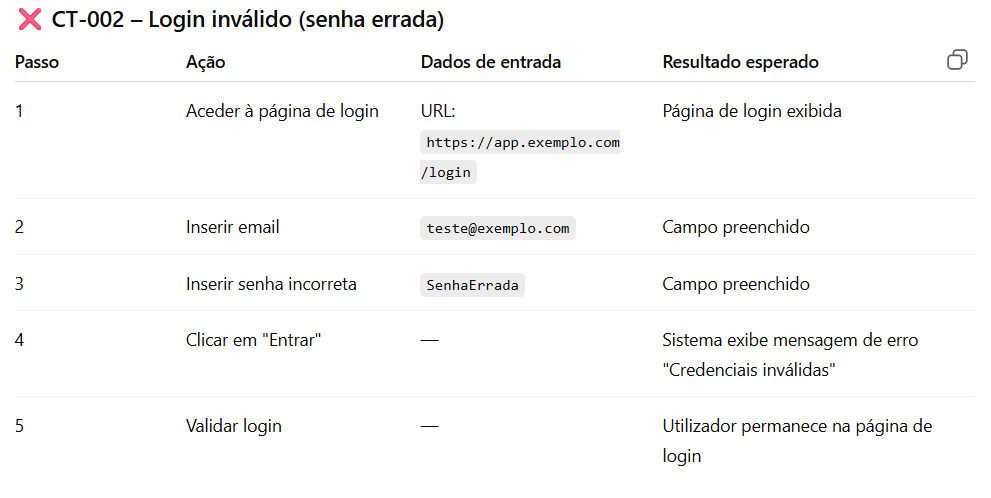 ❌ CT-002 – Login inválido (senha errada)
Passo Ação Dados de entrada Resultado esperado
1 Aceder à página de login URL: Página de login exibida
https://app.exemplo.com
/login
2 Inserir email teste@exemplo.com Campo preenchido
3 Inserir senha incorreta SenhaErrada Campo preenchido
4 Clicar em "Entrar" — Sistema exibe mensagem de erro
"Credenciais inválidas"
5 Validar login — Utilizador permanece na página de
login